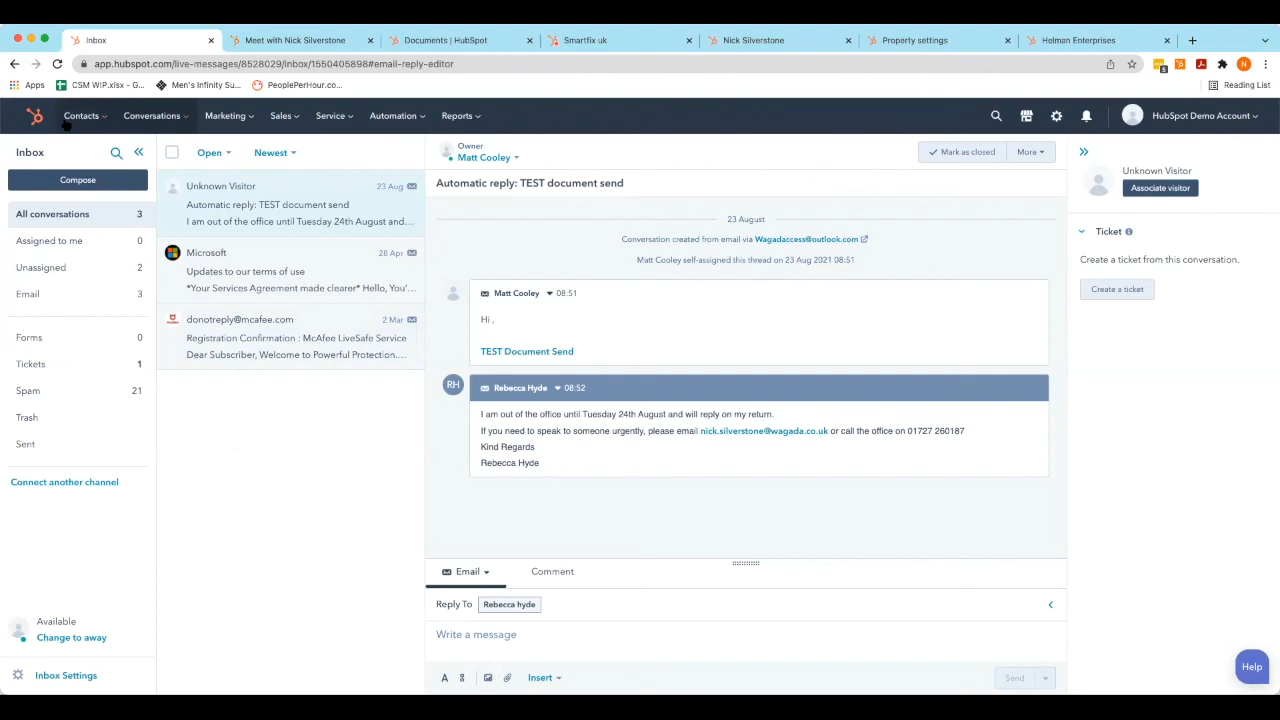 Inbox
Meet with Nick Silverstone
Documents | HubSpot
Smartfix uk
Nick Silverstone
Property settings
Helman Enterprises
app.hubspot.com/live-messages/8528029/inbox/1550405898#email-reply-editor
N
Apps
CSM WIP.xlsx - G...
Men's Infinity Su...
PeoplePerHour.co...
Reading List
Contacts
Conversations
Marketing
Sales
Service
Automation
Reports
HubSpot Demo Account
Inbox
Compose
All conversations 3
Assigned to me 0
Unassigned 2
Email 3
Forms 0
Tickets 1
Spam 21
Trash
Sent
Connect another channel
Available
Change to away
Inbox Settings
Open
Newest
Unknown Visitor 23 Aug
Automatic reply: TEST document send
I am out of the office until Tuesday 24th August and...
Microsoft 28 Apr
Updates to our terms of use
*Your Services Agreement made clearer* Hello, You'...
donotreply@mcafee.com 2 Mar
Registration Confirmation : McAfee LiveSafe Service
Dear Subscriber, Welcome to Powerful Protection....
Owner
Matt Cooley
Mark as closed
More
Automatic reply: TEST document send
23 August
Conversation created from email via Wagadaccess@outlook.com
Matt Cooley self-assigned this thread on 23 Aug 2021 08:51
Matt Cooley 08:51
Hi ,
TEST Document Send
RH
Rebecca Hyde 08:52
I am out of the office until Tuesday 24th August and will reply on my return.
If you need to speak to someone urgently, please email nick.silverstone@wagada.co.uk or call the office on 01727 260187
Kind Regards
Rebecca Hyde
Email
Comment
Reply To Rebecca hyde
Write a message
A
Insert
Send
Unknown Visitor
Associate visitor
Ticket
Create a ticket from this conversation.
Create a ticket
Help